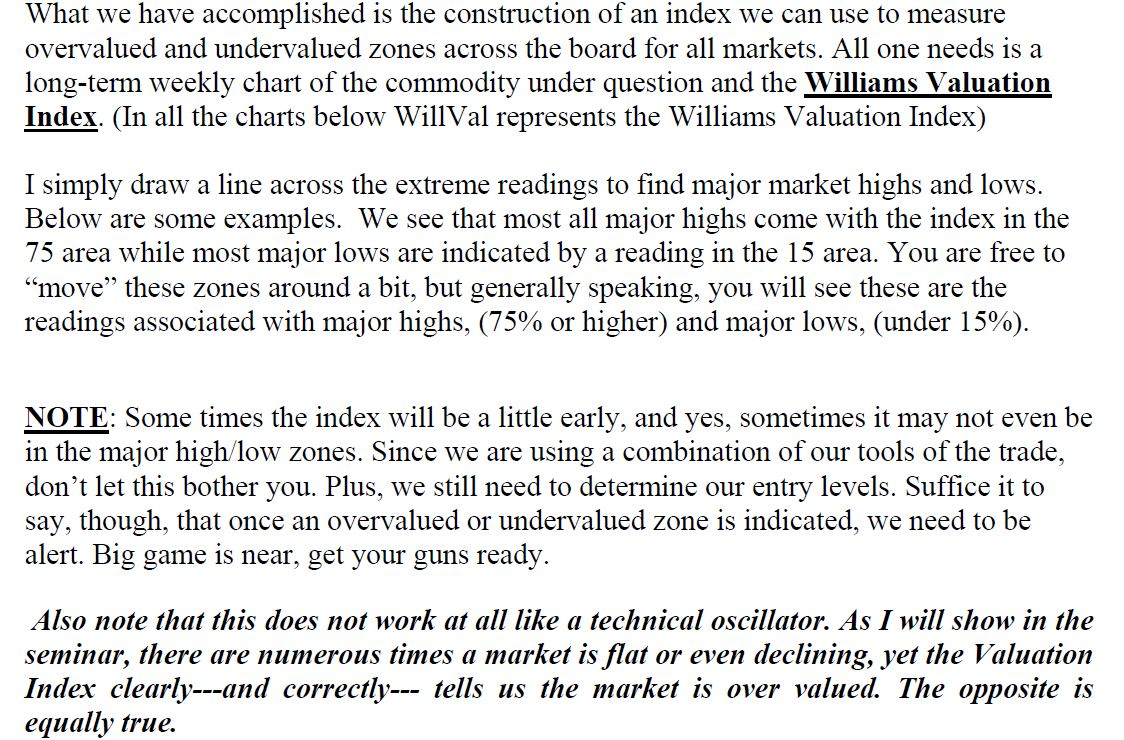 What we have accomplished is the construction of an index we can use to measure
overvalued and undervalued zones across the board for all markets. All one needs is a
long-term weekly chart of the commodity under question and the Williams Valuation
Index. (In all the charts below WillVal represents the Williams Valuation Index)
I simply draw a line across the extreme readings to find major market highs and lows.
Below are some examples.  We see that most all major highs come with the index in the
75 area while most major lows are indicated by a reading in the 15 area. You are free to
“move” these zones around a bit, but generally speaking, you will see these are the
readings associated with major highs, (75% or higher) and major lows, (under 15%).
NOTE: Some times the index will be a little early, and yes, sometimes it may not even be
in the major high/low zones. Since we are using a combination of our tools of the trade,
don’t let this bother you. Plus, we still need to determine our entry levels. Suffice it to
say, though, that once an overvalued or undervalued zone is indicated, we need to be
alert. Big game is near, get your guns ready.
Also note that this does not work at all like a technical oscillator. As I will show in the
seminar, there are numerous times a market is flat or even declining, yet the Valuation
Index clearly---and correctly--- tells us the market is over valued. The opposite is
equally true.